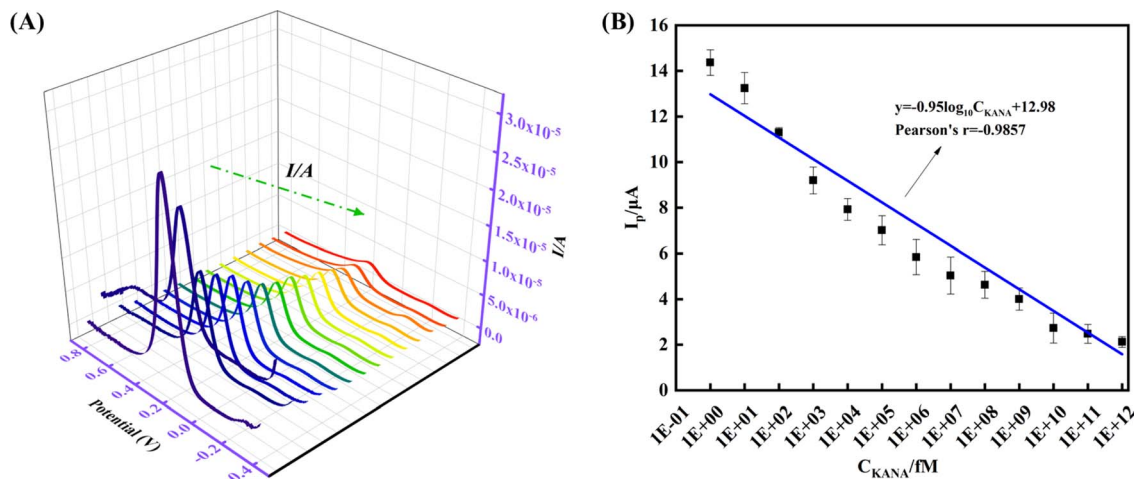 (A)
I/A
3.0x10-5
2.5x10-5
2.0x10-5
1.5x10-5
1.0x10-5
5.0x10-6
0.0
I/A
0.8
0.6
0.4
0.2
0.0
-0.2
-0.4
Potential (V)
(B)
16
14
12
10
8
6
4
2
0
Ip/μA
y=-0.95log10CKANA+12.98
Pearson's r=-0.9857
1E-01
1E+00
1E+01
1E+02
1E+03
1E+04
1E+05
1E+06
1E+07
1E+08
1E+09
1E+10
1E+11
1E+12
CKANA/fM